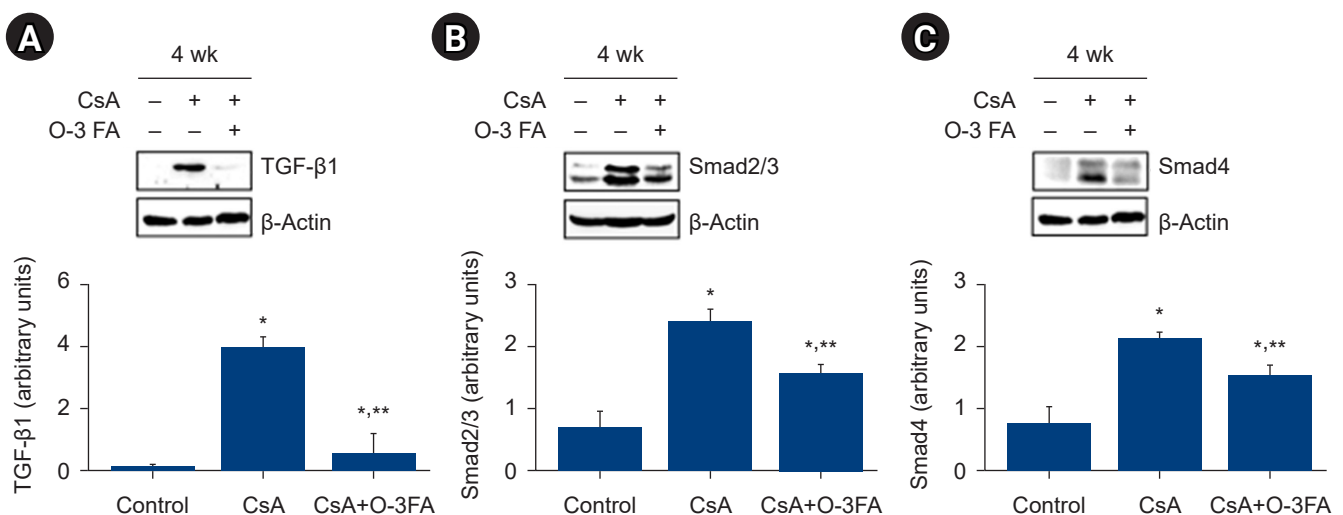 A
4 wk
CsA – + +
O-3 FA – – +
TGF-β1
β-Actin
TGF-β1 (arbitrary units)
6
4
2
0
*
*,**
Control CsA CsA+O-3FA
B
4 wk
CsA – + +
O-3 FA – – +
Smad2/3
β-Actin
Smad2/3 (arbitrary units)
3
2
1
0
*
*,**
Control CsA CsA+O-3FA
C
4 wk
CsA – + +
O-3 FA – – +
Smad4
β-Actin
Smad4 (arbitrary units)
3
2
1
0
*
*,**
Control CsA CsA+O-3FA